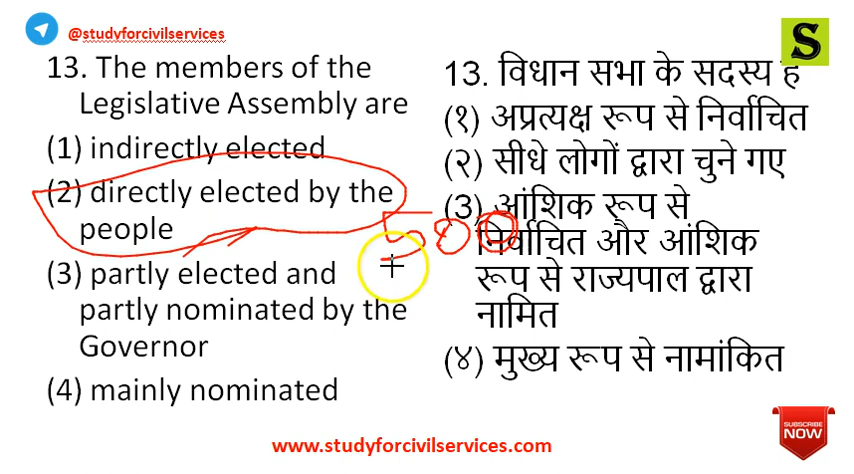 @studyforcivilservices
S
13. The members of the
Legislative Assembly are
(1) indirectly elected
(2) directly elected by the
people
(3) partly elected and
partly nominated by the
Governor
(4) mainly nominated
13. विधान सभा के सदस्य हैं
(१) अप्रत्यक्ष रूप से निर्वाचित
(२) सीधे लोगों द्वारा चुने गए
(3) आंशिक रूप से
निर्वाचित और आंशिक
रूप से राज्यपाल द्वारा
नामित
(४) मुख्य रूप से नामांकित
500
SUBSCRIBE
NOW
www.studyforcivilservices.com